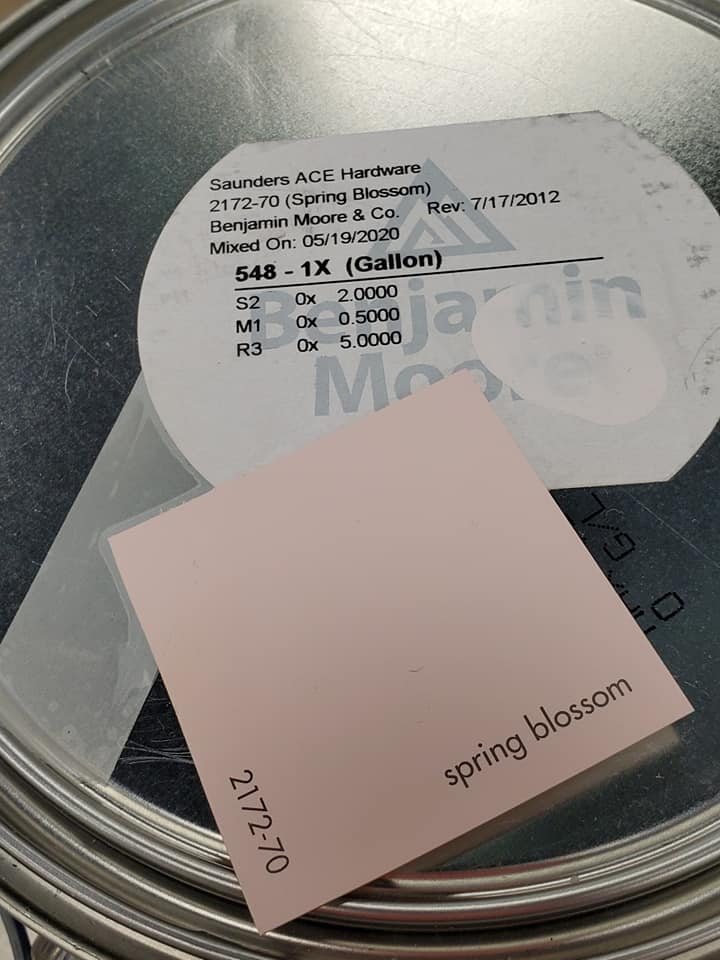 Saunders ACE Hardware
2172-70 (Spring Blossom)
Benjamin Moore & Co. Rev: 7/17/2012
Mixed On: 05/19/2020
548 - 1X (Gallon)
S2 0x 2.0000
M1 0x 0.5000
R3 0x 5.0000
Benjamin
Moore
spring blossom
2172-70